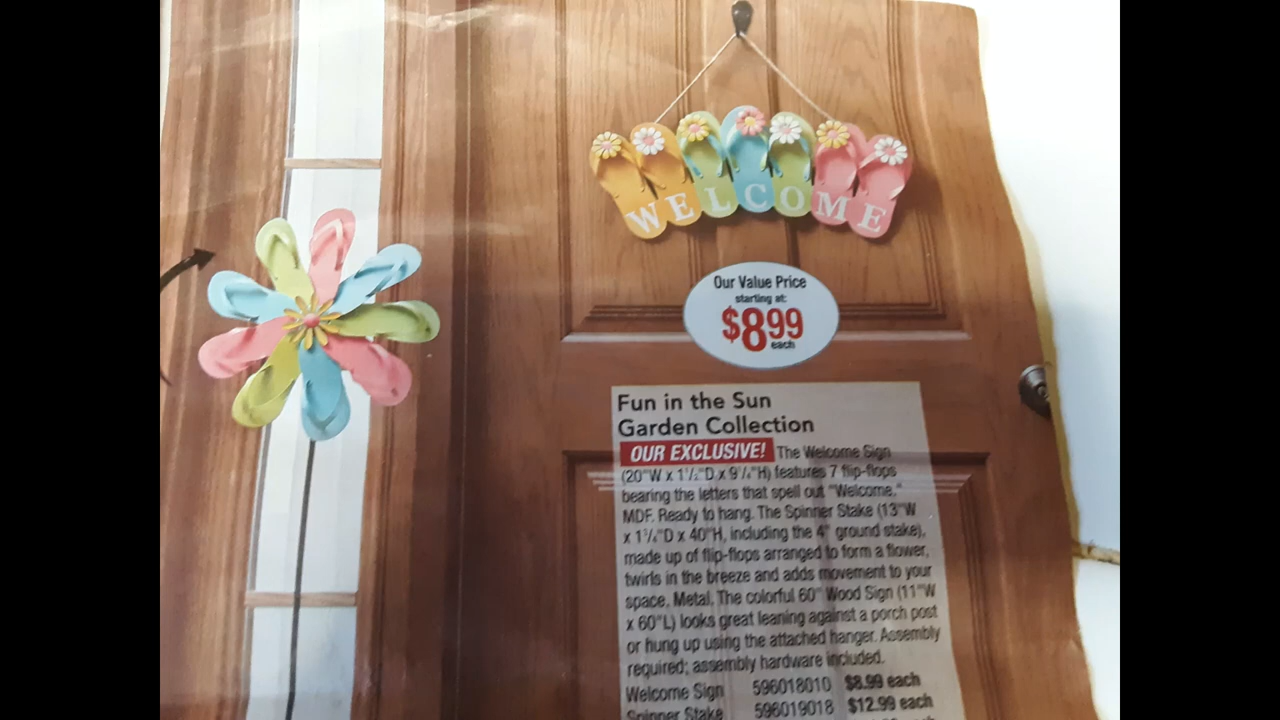 WELCOME
Our Value Price
starting at:
$8.99
each
Fun in the Sun
Garden Collection
OUR EXCLUSIVE! The Welcome Sign
(20"W x 1½"D x 9¼"H) features 7 flip-flops
bearing the letters that spell out "Welcome."
MDF. Ready to hang. The Spinner Stake (13"W
x 1¾"D x 40"H, including the 4" ground stake),
made up of flip-flops arranged to form a flower,
twirls in the breeze and adds movement to your
space. Metal. The colorful 60" Wood Sign (11"W
x 60"L) looks great leaning against a porch post
or hung up using the attached hanger. Assembly
required; assembly hardware included.
Welcome Sign 596018010 $8.99 each
Spinner Stake 596019018 $12.99 each